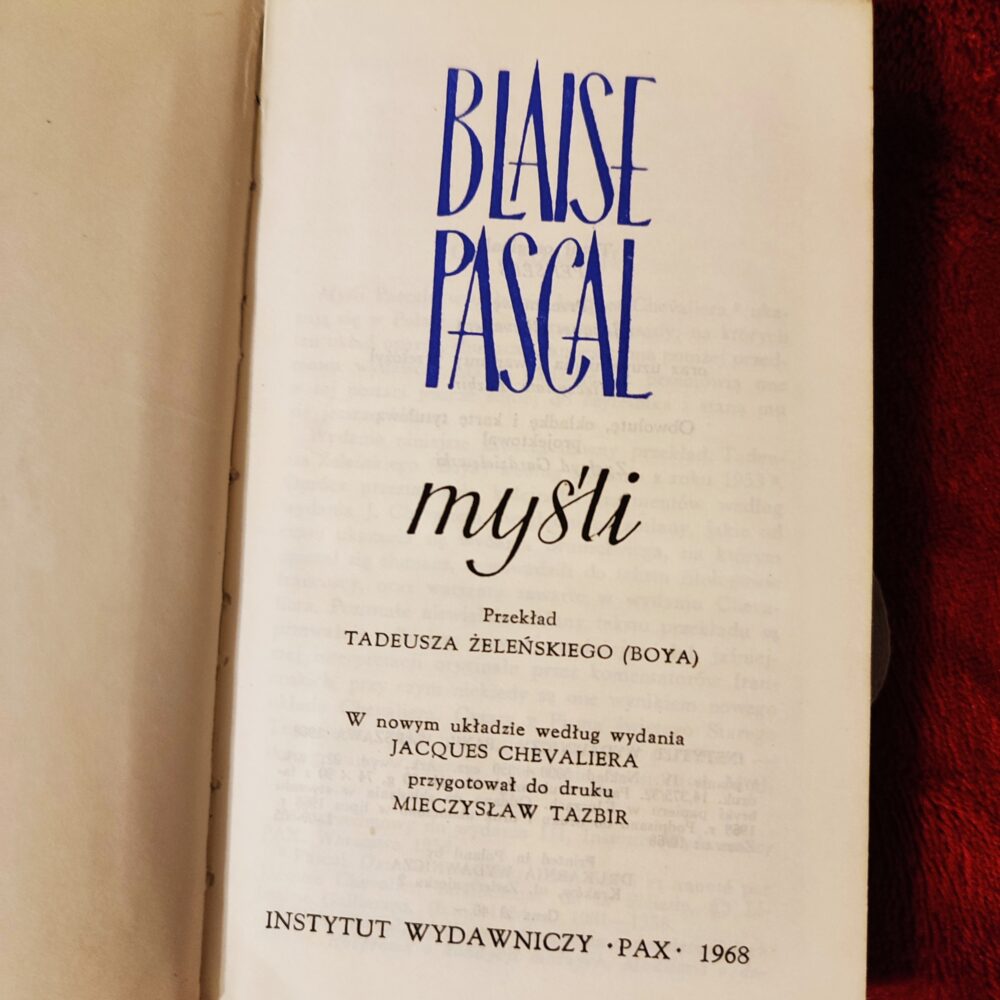 BLAISE
PASCAL
myśli
Przekład
TADEUSZA ŻELEŃSKIEGO (BOYA)
W nowym układzie według wydania
JACQUES CHEVALIERA
przygotował do druku
MIECZYSŁAW TAZBIR
INSTYTUT WYDAWNICZY · PAX · 1968